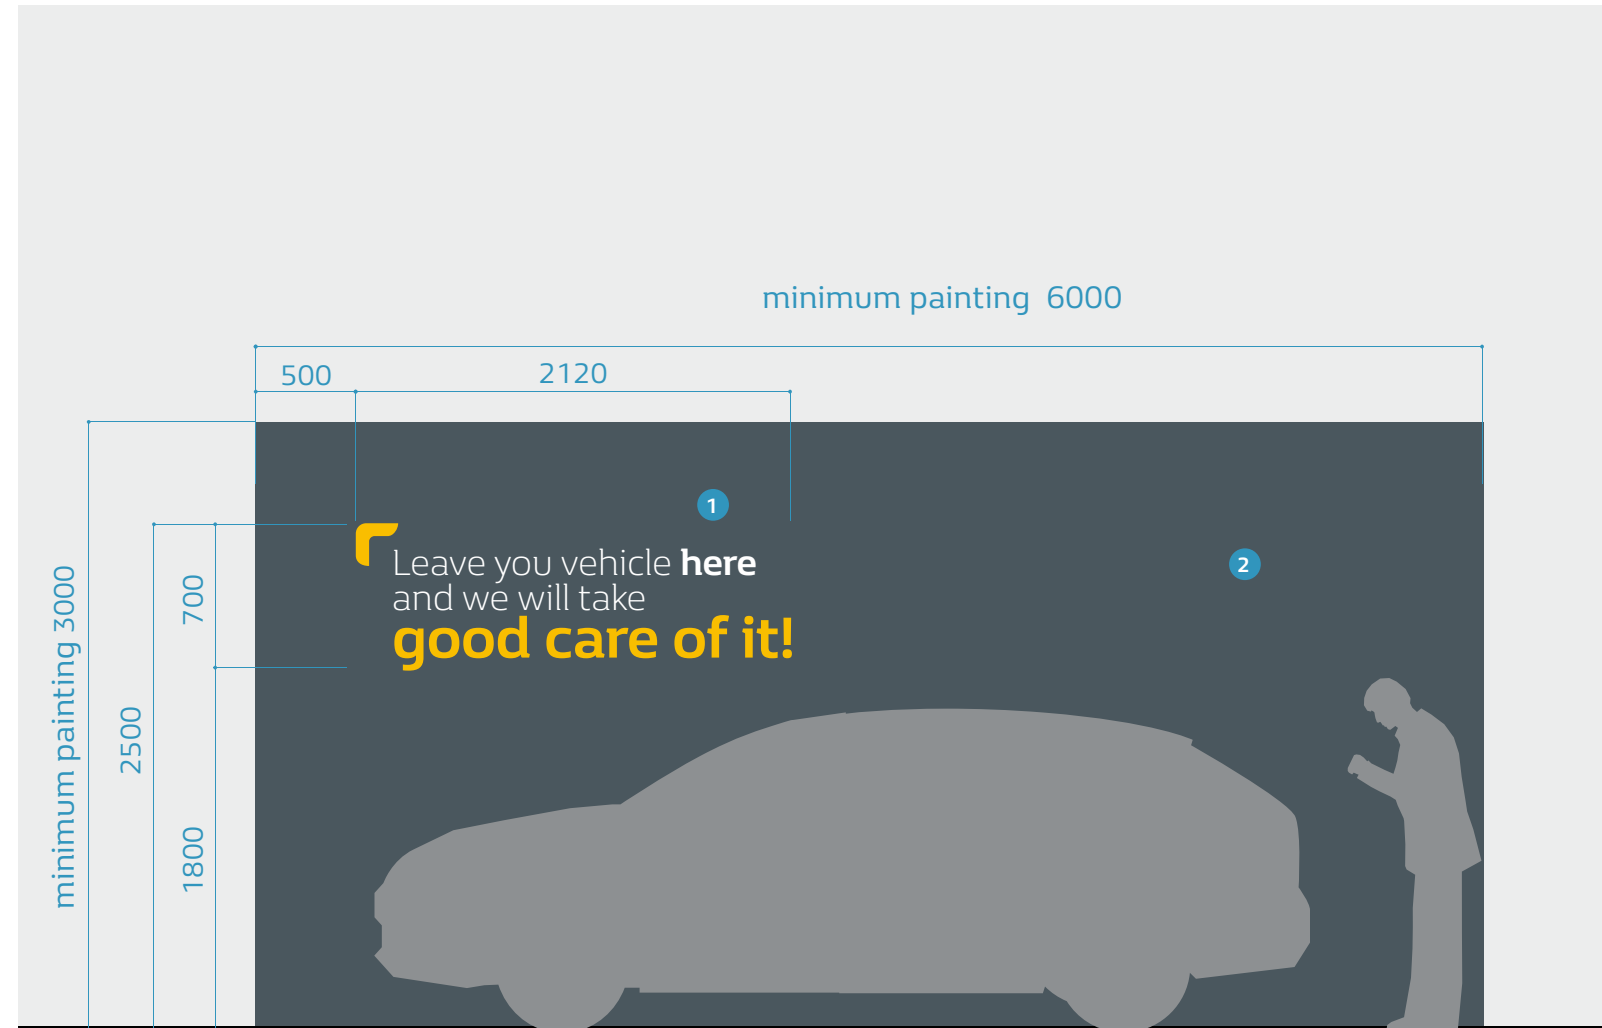 minimum painting 6000
500
2120
1
Leave you vehicle here
and we will take
good care of it!
2
minimum painting 3000
2500
700
1800